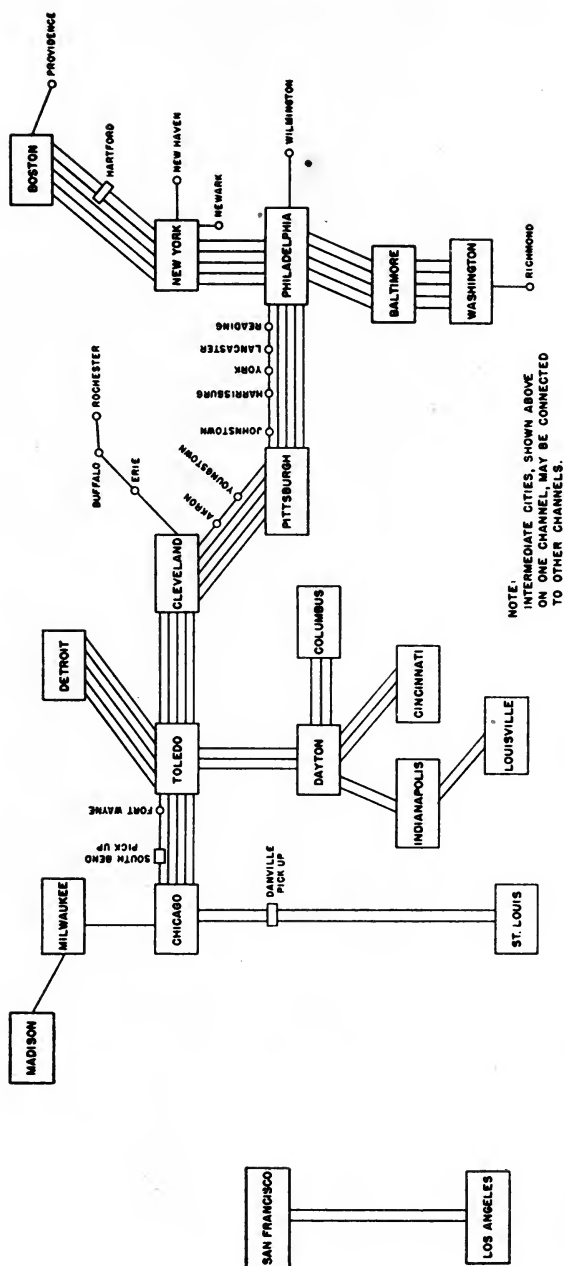 MADISON
MILWAUKEE
CHICAGO
SOUTH BEND
PICK UP
FORT WAYNE
DANVILLE
PICK UP
ST. LOUIS
DETROIT
TOLEDO
DAYTON
COLUMBUS
CINCINNATI
INDIANAPOLIS
LOUISVILLE
CLEVELAND
ERIE
BUFFALO
ROCHESTER
AKRON
YOUNGSTOWN
PITTSBURGH
JOHNSTOWN
HARRISBURG
YORK
LANCASTER
READING
PHILADELPHIA
WILMINGTON
NEW YORK
NEW HAVEN
NEWARK
BOSTON
HARTFORD
PROVIDENCE
BALTIMORE
WASHINGTON
RICHMOND
SAN FRANCISCO
LOS ANGELES
NOTE:
INTERMEDIATE CITIES, SHOWN ABOVE
ON ONE CHANNEL, MAY BE CONNECTED
TO OTHER CHANNELS.